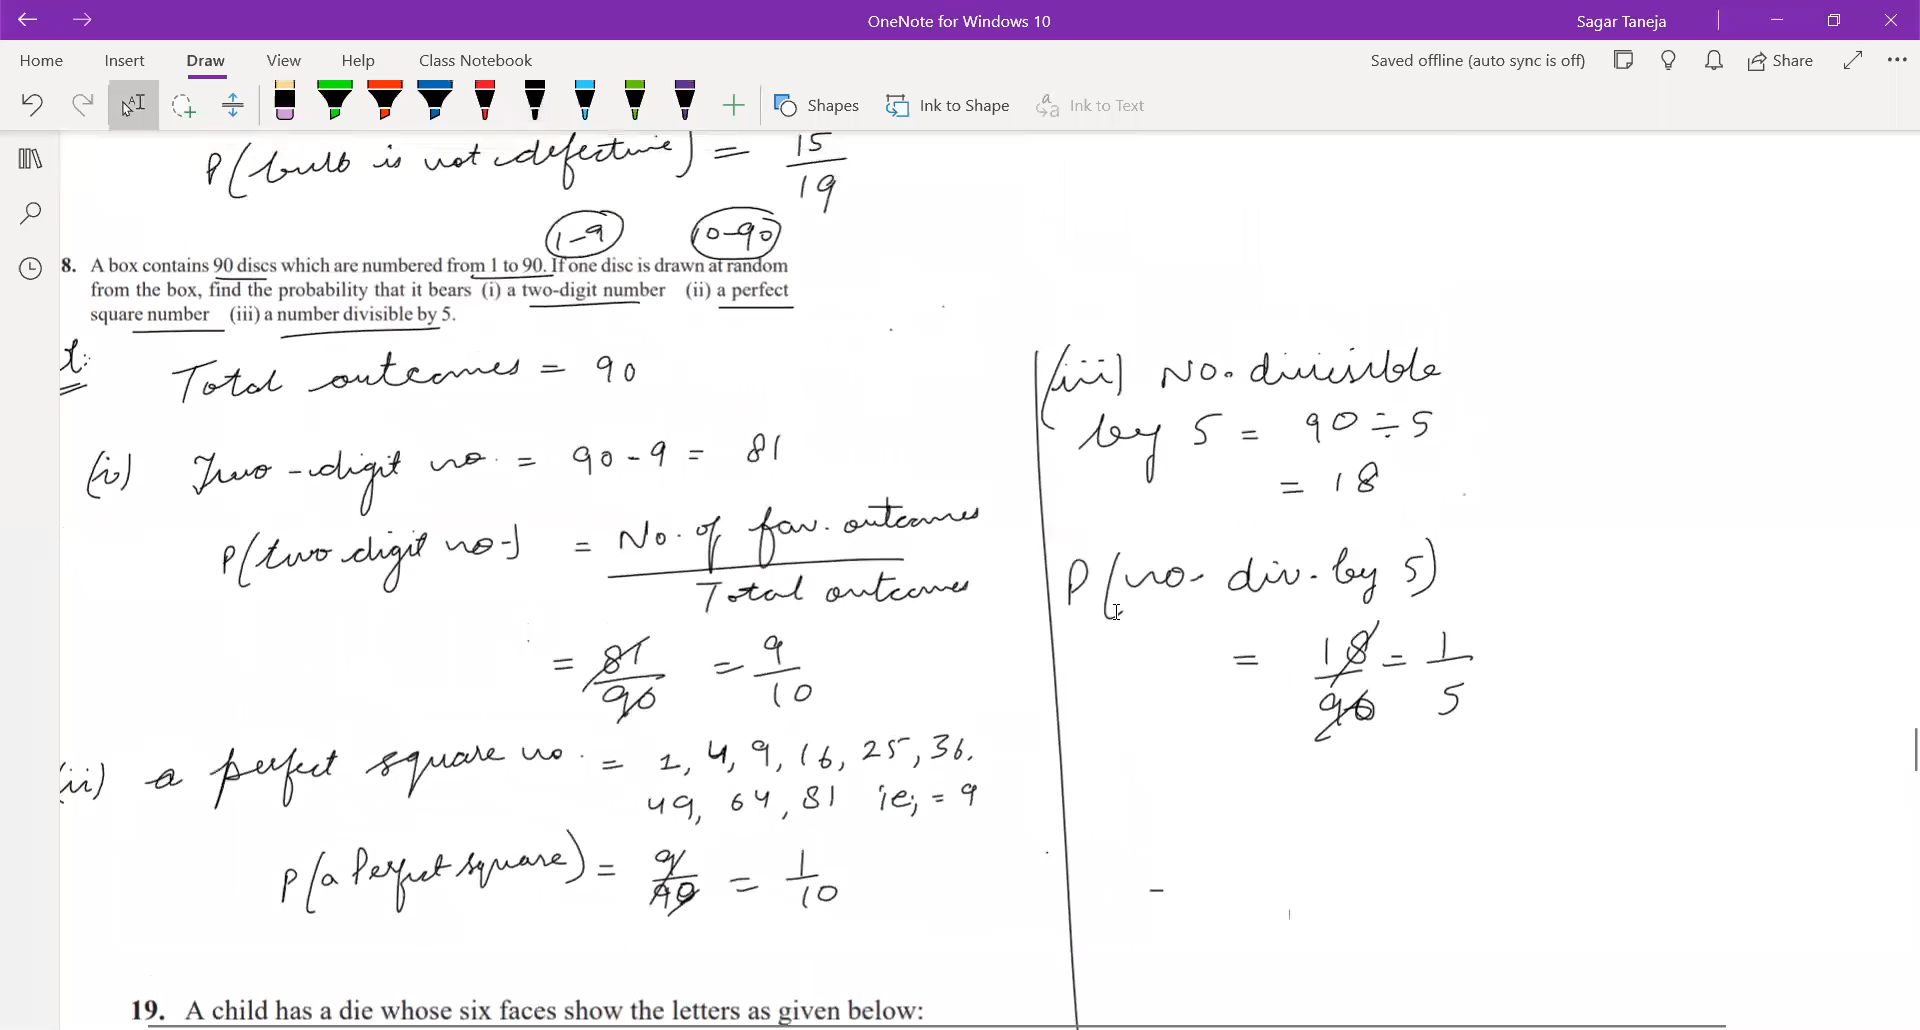 OneNote for Windows 10
Sagar Taneja
Home Insert Draw View Help Class Notebook
Saved offline (auto sync is off) Share
Shapes Ink to Shape Ink to Text
P(bulb is not defective) = 15/19
1-9 10-90
8. A box contains 90 discs which are numbered from 1 to 90. If one disc is drawn at random
from the box, find the probability that it bears (i) a two-digit number (ii) a perfect
square number (iii) a number divisible by 5.
Total outcomes = 90
(i) Two-digit no. = 90-9 = 81
P(two digit no.) = No. of fav. outcomes / Total outcomes
= 81/90 = 9/10
(ii) a perfect square no. = 1, 4, 9, 16, 25, 36,
49, 64, 81 ie; = 9
P(a Perfect square) = 9/90 = 1/10
(iii) No. divisible
by 5 = 90÷5
= 18
P(no. div. by 5)
= 18/90 = 1/5
19. A child has a die whose six faces show the letters as given below: